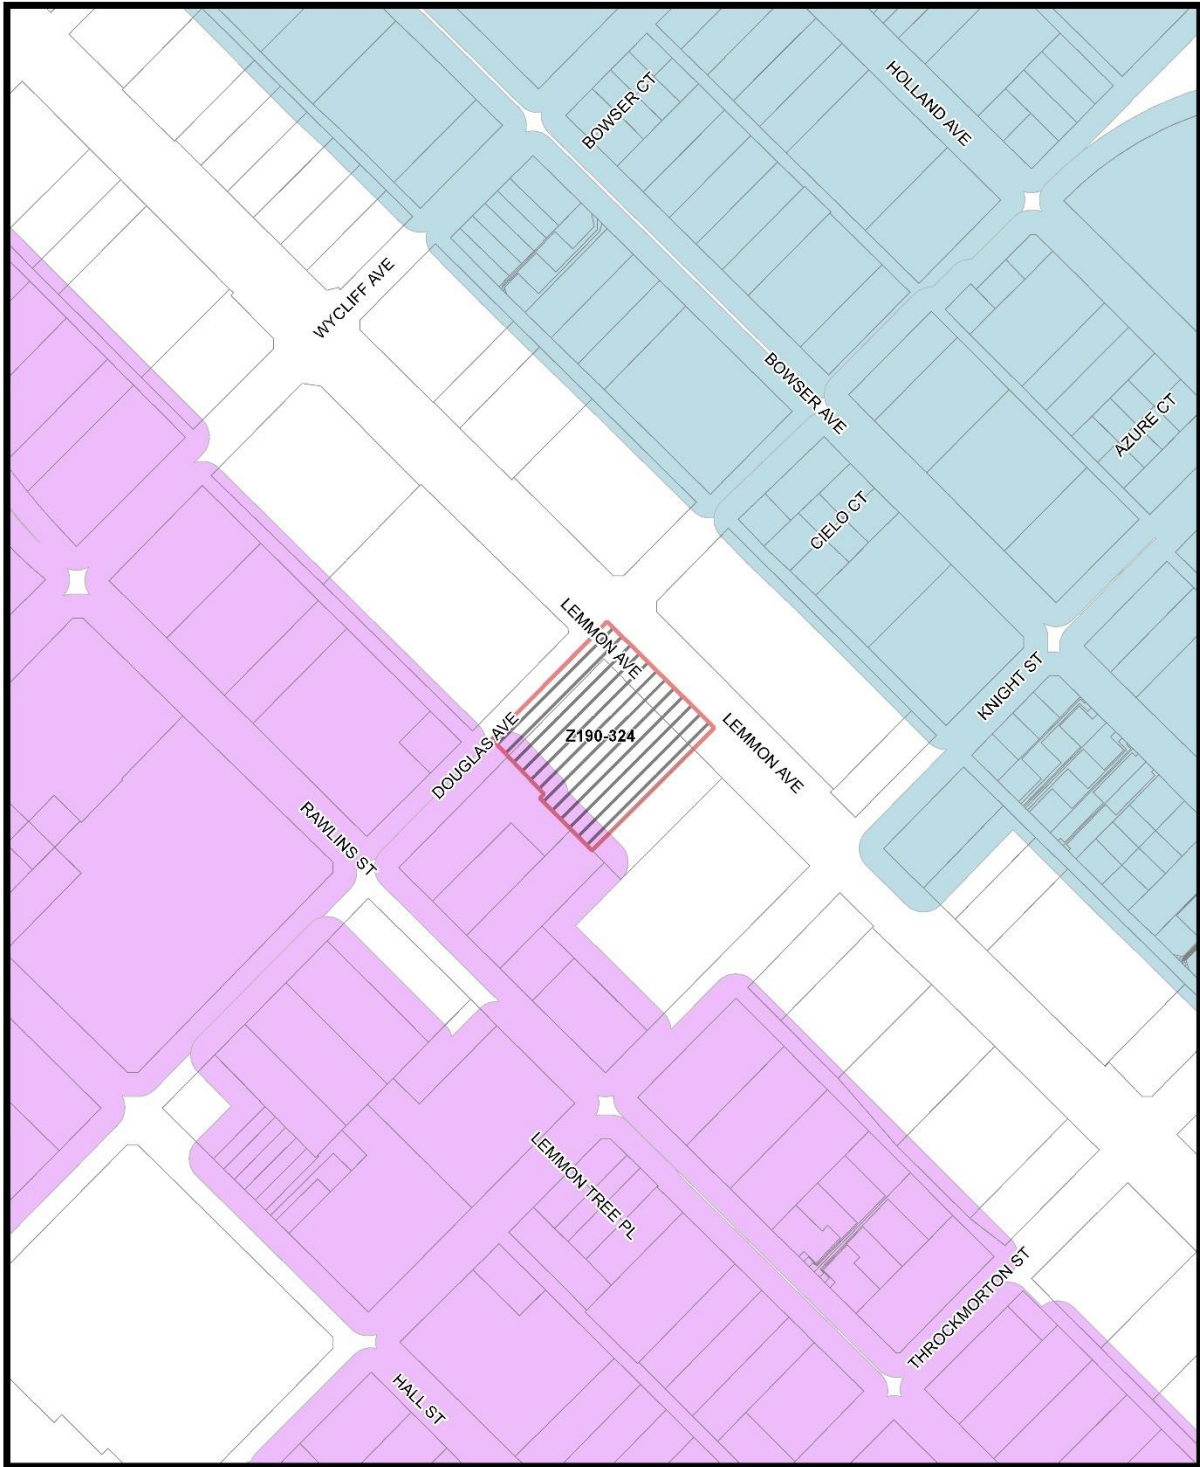 HOLLAND AVE
BOWSER CT
WYCLIFF AVE
BOWSER AVE
AZURE CT
CIELO CT
LEMMON AVE
KNIGHT ST
Z190-324
LEMMON AVE
DOUGLAS AVE
RAWLINS ST
LEMMON TREE PL
THROCKMORTON ST
HALL ST